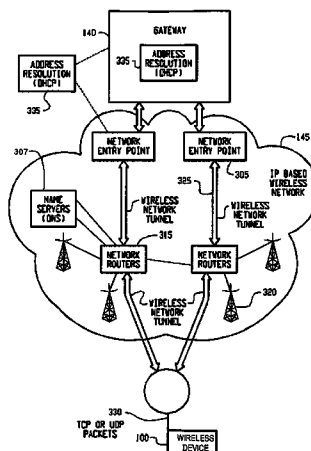 140
GATEWAY
335
ADDRESS
RESOLUTION
(DHCP)
ADDRESS
RESOLUTION
(DHCP)
335
NETWORK
ENTRY POINT
NETWORK
ENTRY POINT
305
145
307
325
IP BASED
WIRELESS
NETWORK
NAME
SERVERS
(DNS)
WIRELESS
NETWORK
TUNNEL
WIRELESS
NETWORK
TUNNEL
315
NETWORK
ROUTERS
NETWORK
ROUTERS
320
WIRELESS
NETWORK
TUNNEL
330
TCP OR UDP
PACKETS
100
WIRELESS
DEVICE